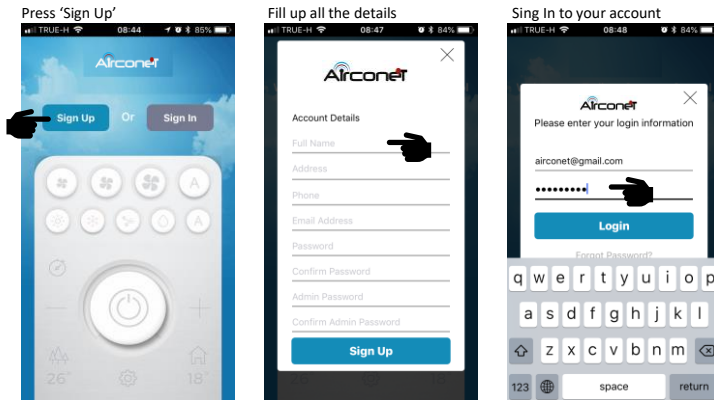 Press ‘Sign Up’
TRUE-H 08:44 85%
Airconet
Sign Up Or Sign In
A
A
26° 18°
Fill up all the details
TRUE-H 08:47 84%
Airconet
Account Details
Full Name
Address
Phone
Email Address
Password
Confirm Password
Admin Password
Confirm Admin Password
Sign Up
26° 18°
Sing In to your account
TRUE-H 08:48 84%
Airconet
Please enter your login information
airconet@gmail.com
•••••••••
Login
Forgot Password?
q w e r t y u i o p
a s d f g h j k l
z x c v b n m
123 space return